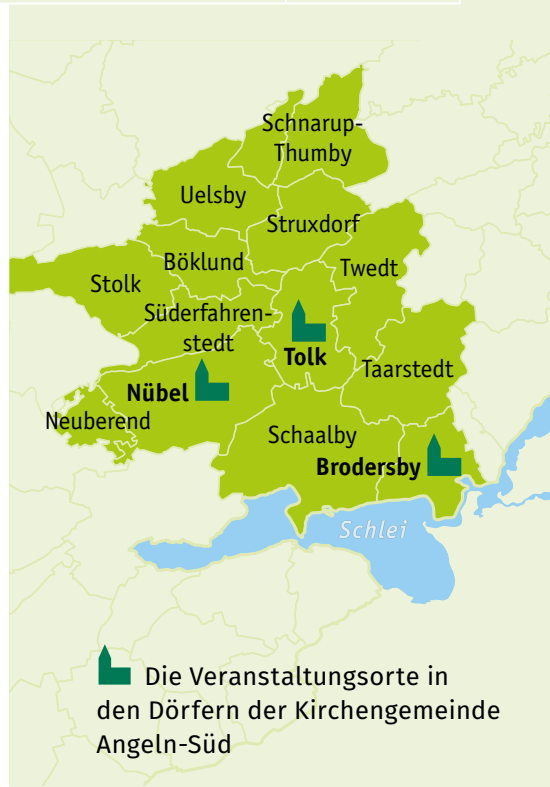 Schnarup-
Thumby
Uelsby
Struxdorf
Böklund
Twedt
Stolk
Süderfahren-
stedt
Tolk
Taarstedt
Nübel
Neuberend
Schaalby
Brodersby
Schlei
Die Veranstaltungsorte in
den Dörfern der Kirchengemeinde
Angeln-Süd